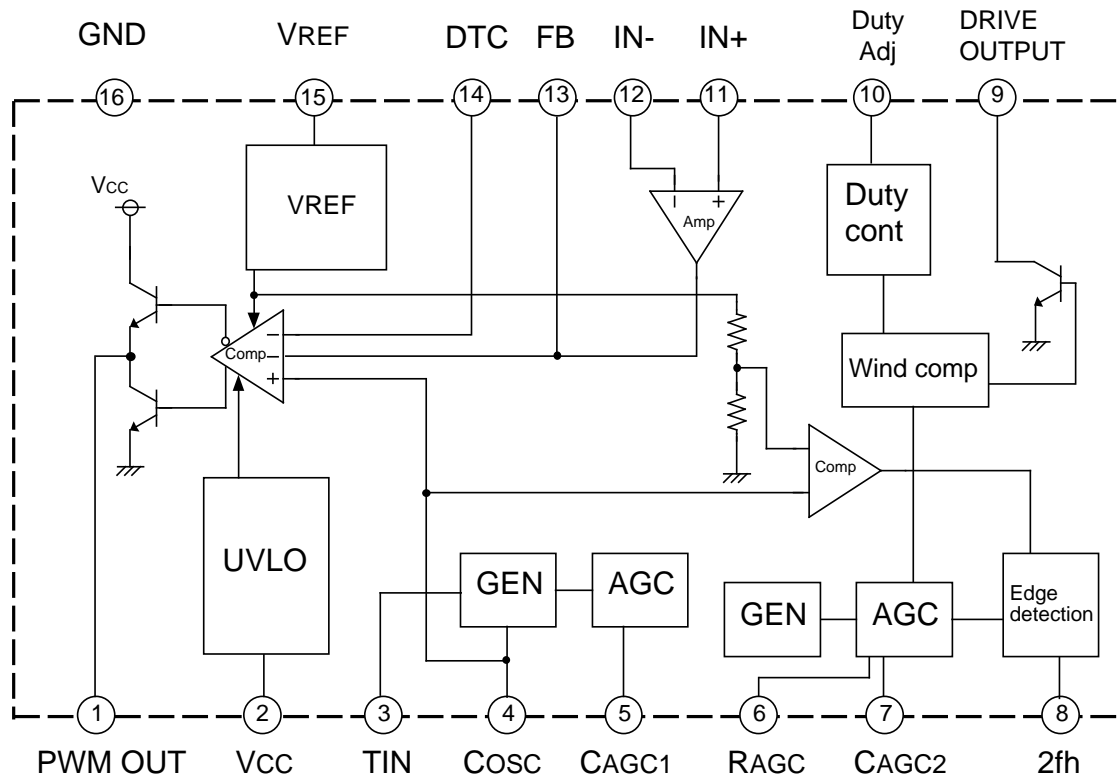 GND VREF DTC FB IN- IN+ Duty Adj DRIVE OUTPUT
16 15 14 13 12 11 10 9
VCC
VREF
− +
Amp
Duty
cont
−
Comp −
+
Wind comp
Comp
UVLO
GEN AGC
GEN AGC
Edge
detection
1 2 3 4 5 6 7 8
PWM OUT VCC TIN COSC CAGC1 RAGC CAGC2 2fh